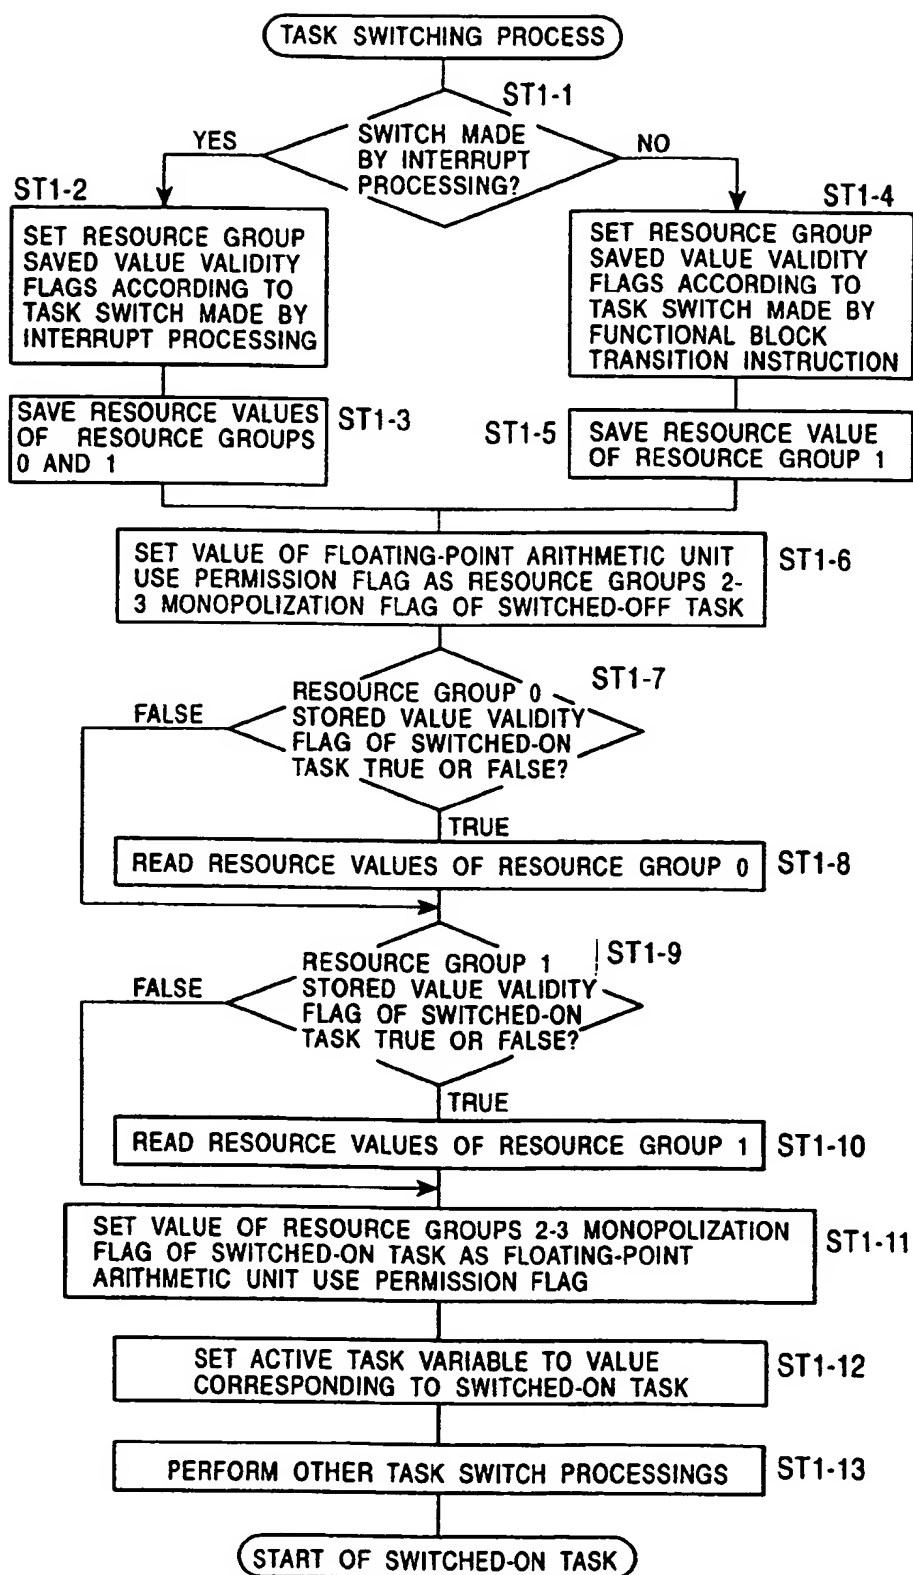 TASK SWITCHING PROCESS
ST1-1
SWITCH MADE
BY INTERRUPT
PROCESSING?
YES
NO
ST1-2
SET RESOURCE GROUP
SAVED VALUE VALIDITY
FLAGS ACCORDING TO
TASK SWITCH MADE BY
INTERRUPT PROCESSING
ST1-4
SET RESOURCE GROUP
SAVED VALUE VALIDITY
FLAGS ACCORDING TO
TASK SWITCH MADE BY
FUNCTIONAL BLOCK
TRANSITION INSTRUCTION
SAVE RESOURCE VALUES
OF RESOURCE GROUPS
0 AND 1
ST1-3
ST1-5
SAVE RESOURCE VALUE
OF RESOURCE GROUP 1
SET VALUE OF FLOATING-POINT ARITHMETIC UNIT
USE PERMISSION FLAG AS RESOURCE GROUPS 2-
3 MONOPOLIZATION FLAG OF SWITCHED-OFF TASK
ST1-6
ST1-7
RESOURCE GROUP 0
STORED VALUE VALIDITY
FLAG OF SWITCHED-ON
TASK TRUE OR FALSE?
FALSE
TRUE
READ RESOURCE VALUES OF RESOURCE GROUP 0
ST1-8
ST1-9
RESOURCE GROUP 1
STORED VALUE VALIDITY
FLAG OF SWITCHED-ON
TASK TRUE OR FALSE?
FALSE
TRUE
READ RESOURCE VALUES OF RESOURCE GROUP 1
ST1-10
SET VALUE OF RESOURCE GROUPS 2-3 MONOPOLIZATION
FLAG OF SWITCHED-ON TASK AS FLOATING-POINT
ARITHMETIC UNIT USE PERMISSION FLAG
ST1-11
SET ACTIVE TASK VARIABLE TO VALUE
CORRESPONDING TO SWITCHED-ON TASK
ST1-12
PERFORM OTHER TASK SWITCH PROCESSINGS
ST1-13
START OF SWITCHED-ON TASK